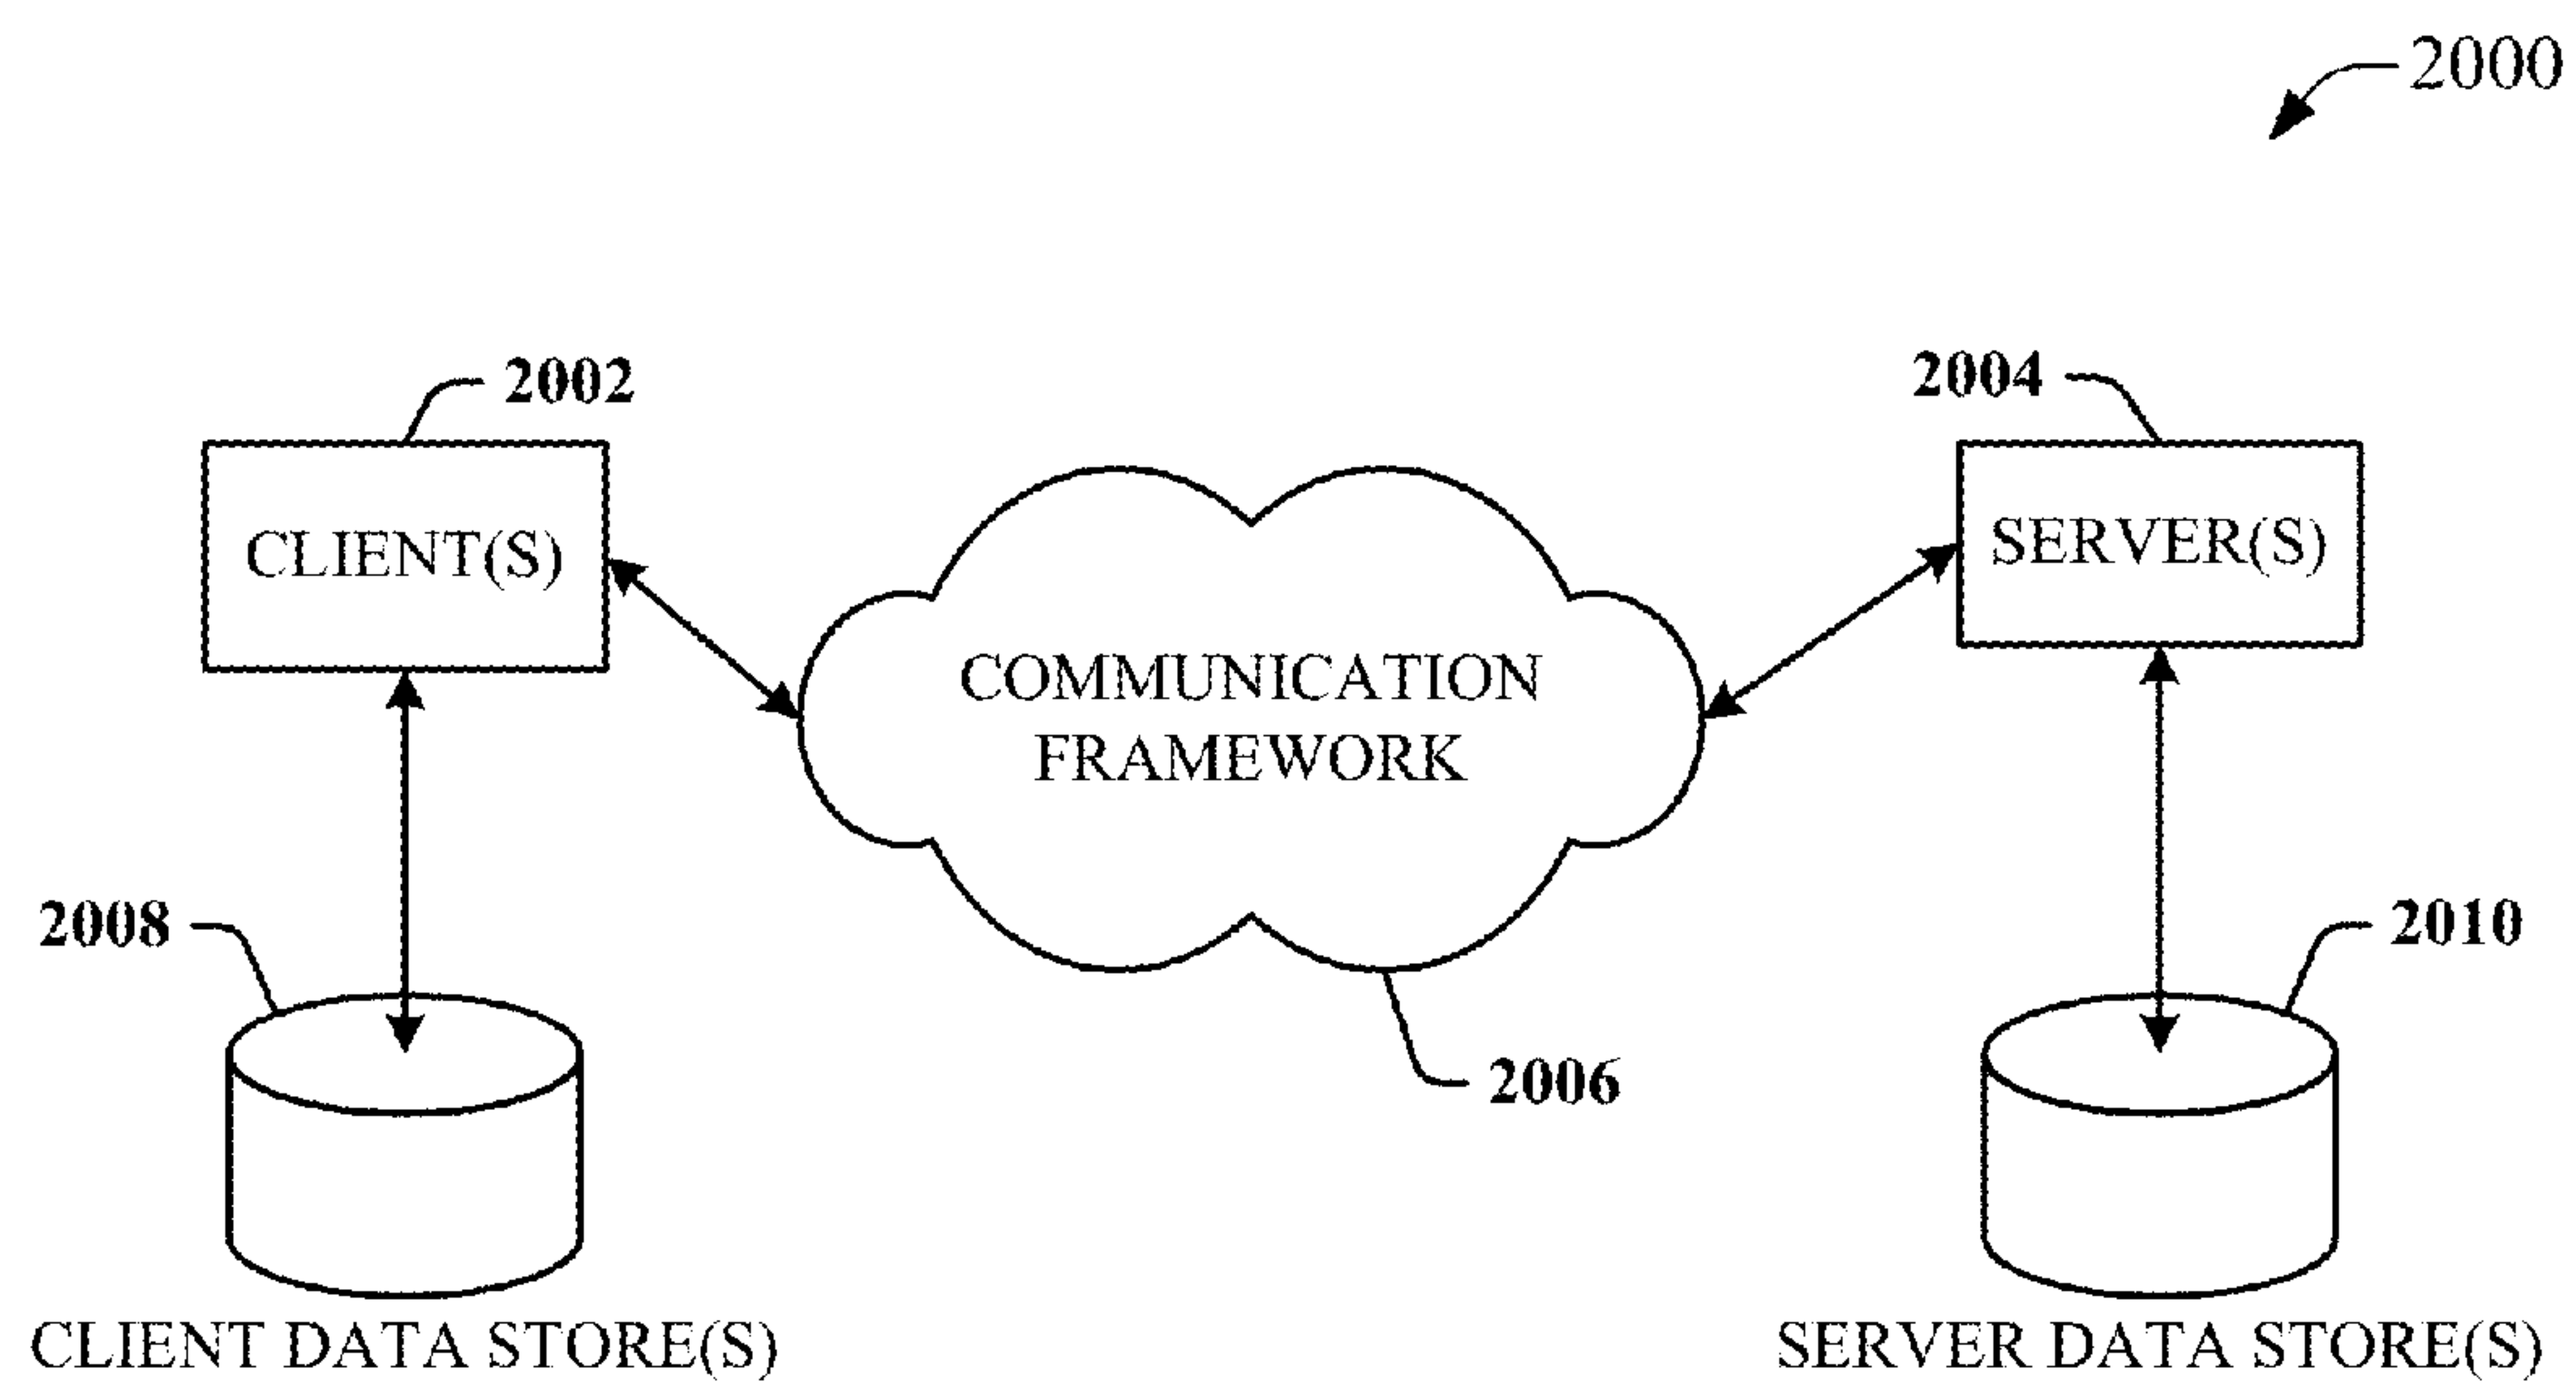 2000
2002
2004
CLIENT(S)
SERVER(S)
COMMUNICATION
FRAMEWORK
2008
2010
2006
CLIENT DATA STORE(S)
SERVER DATA STORE(S)